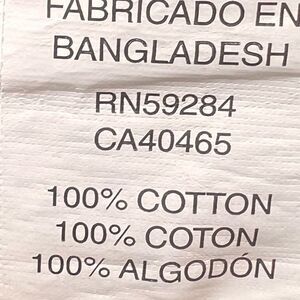 FABRICADO EN
BANGLADESH
RN59284
CA40465
100% COTTON
100% COTON
100% ALGODÓN